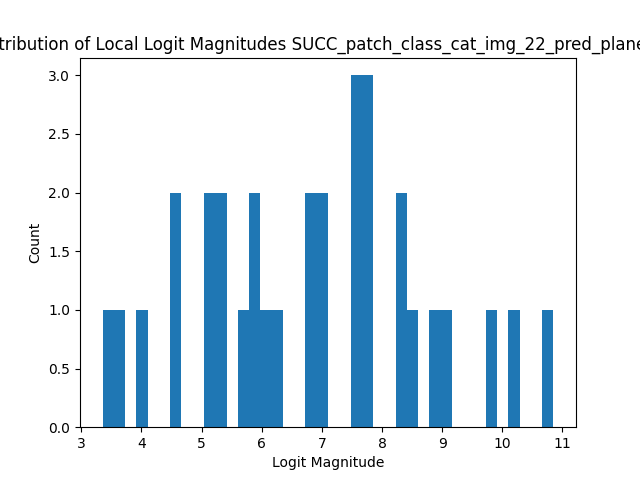 tribution of Local Logit Magnitudes SUCC_patch_class_cat_img_22_pred_plane
3.0
2.5
2.0
1.5
1.0
0.5
0.0
Count
3 4 5 6 7 8 9 10 11
Logit Magnitude